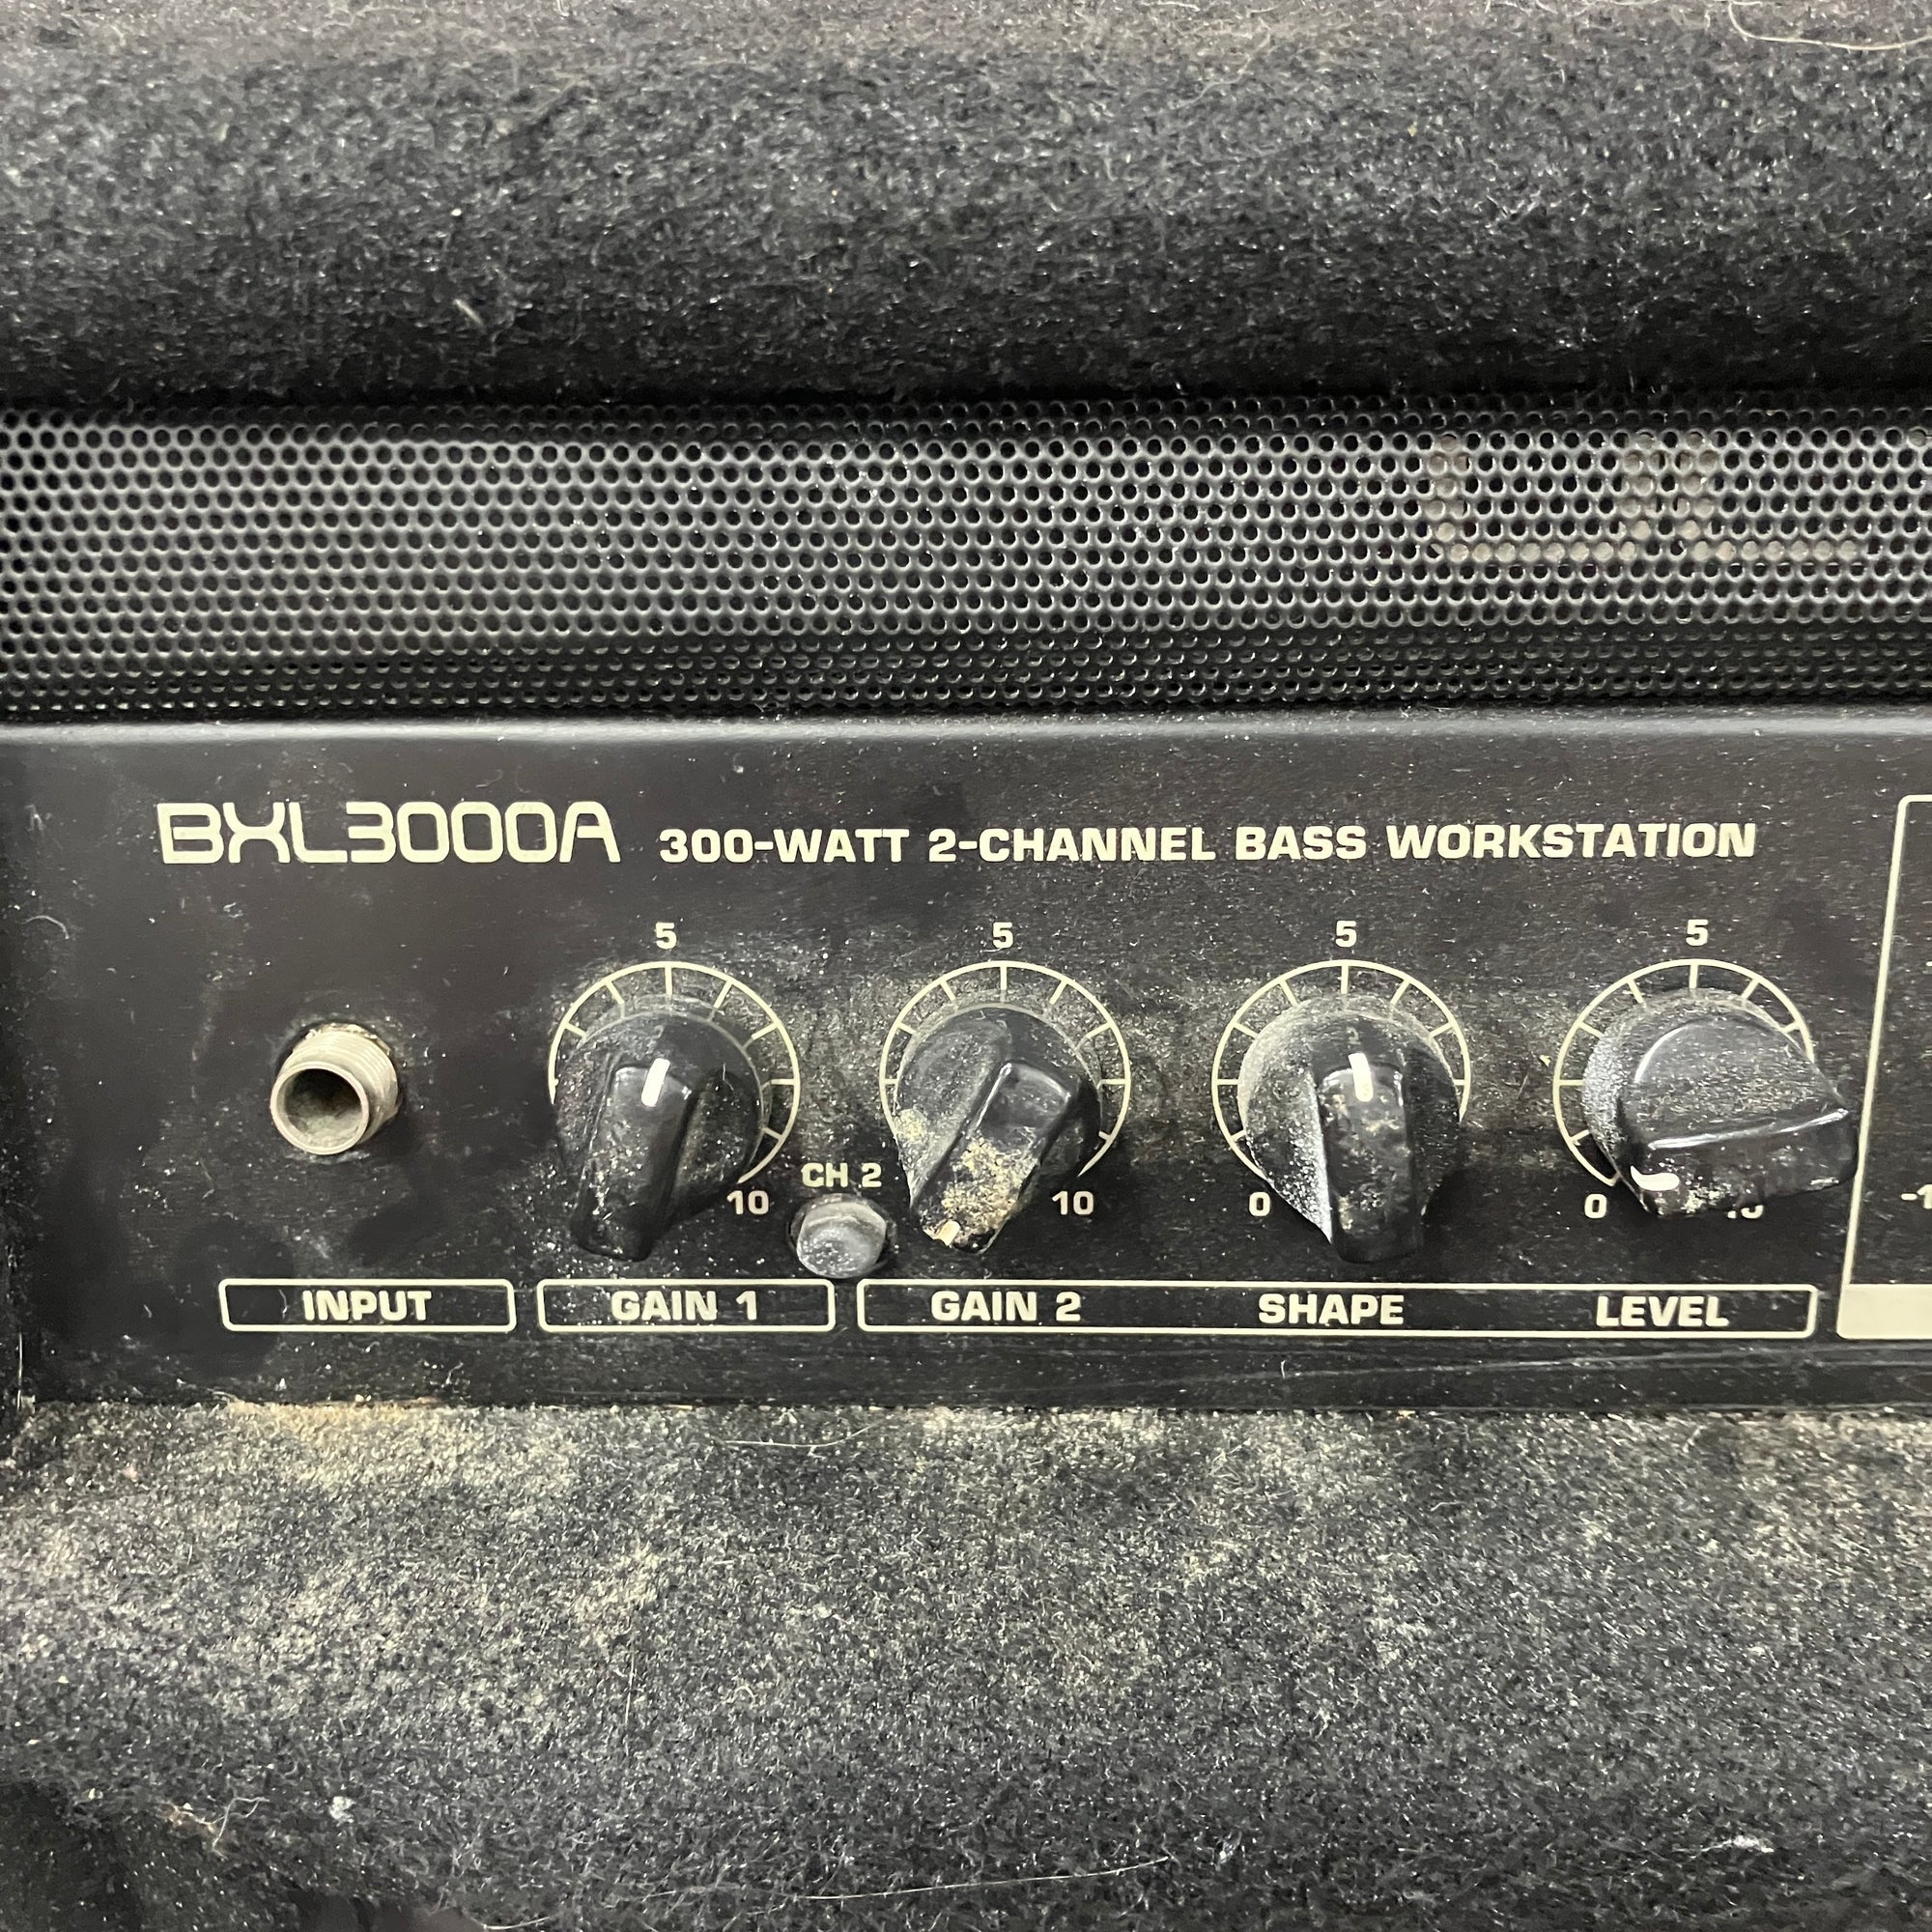 BXL3000A 300-WATT 2-CHANNEL BASS WORKSTATION
5 5 5 5
CH 2
10 10 0 0
INPUT GAIN 1 GAIN 2 SHAPE LEVEL